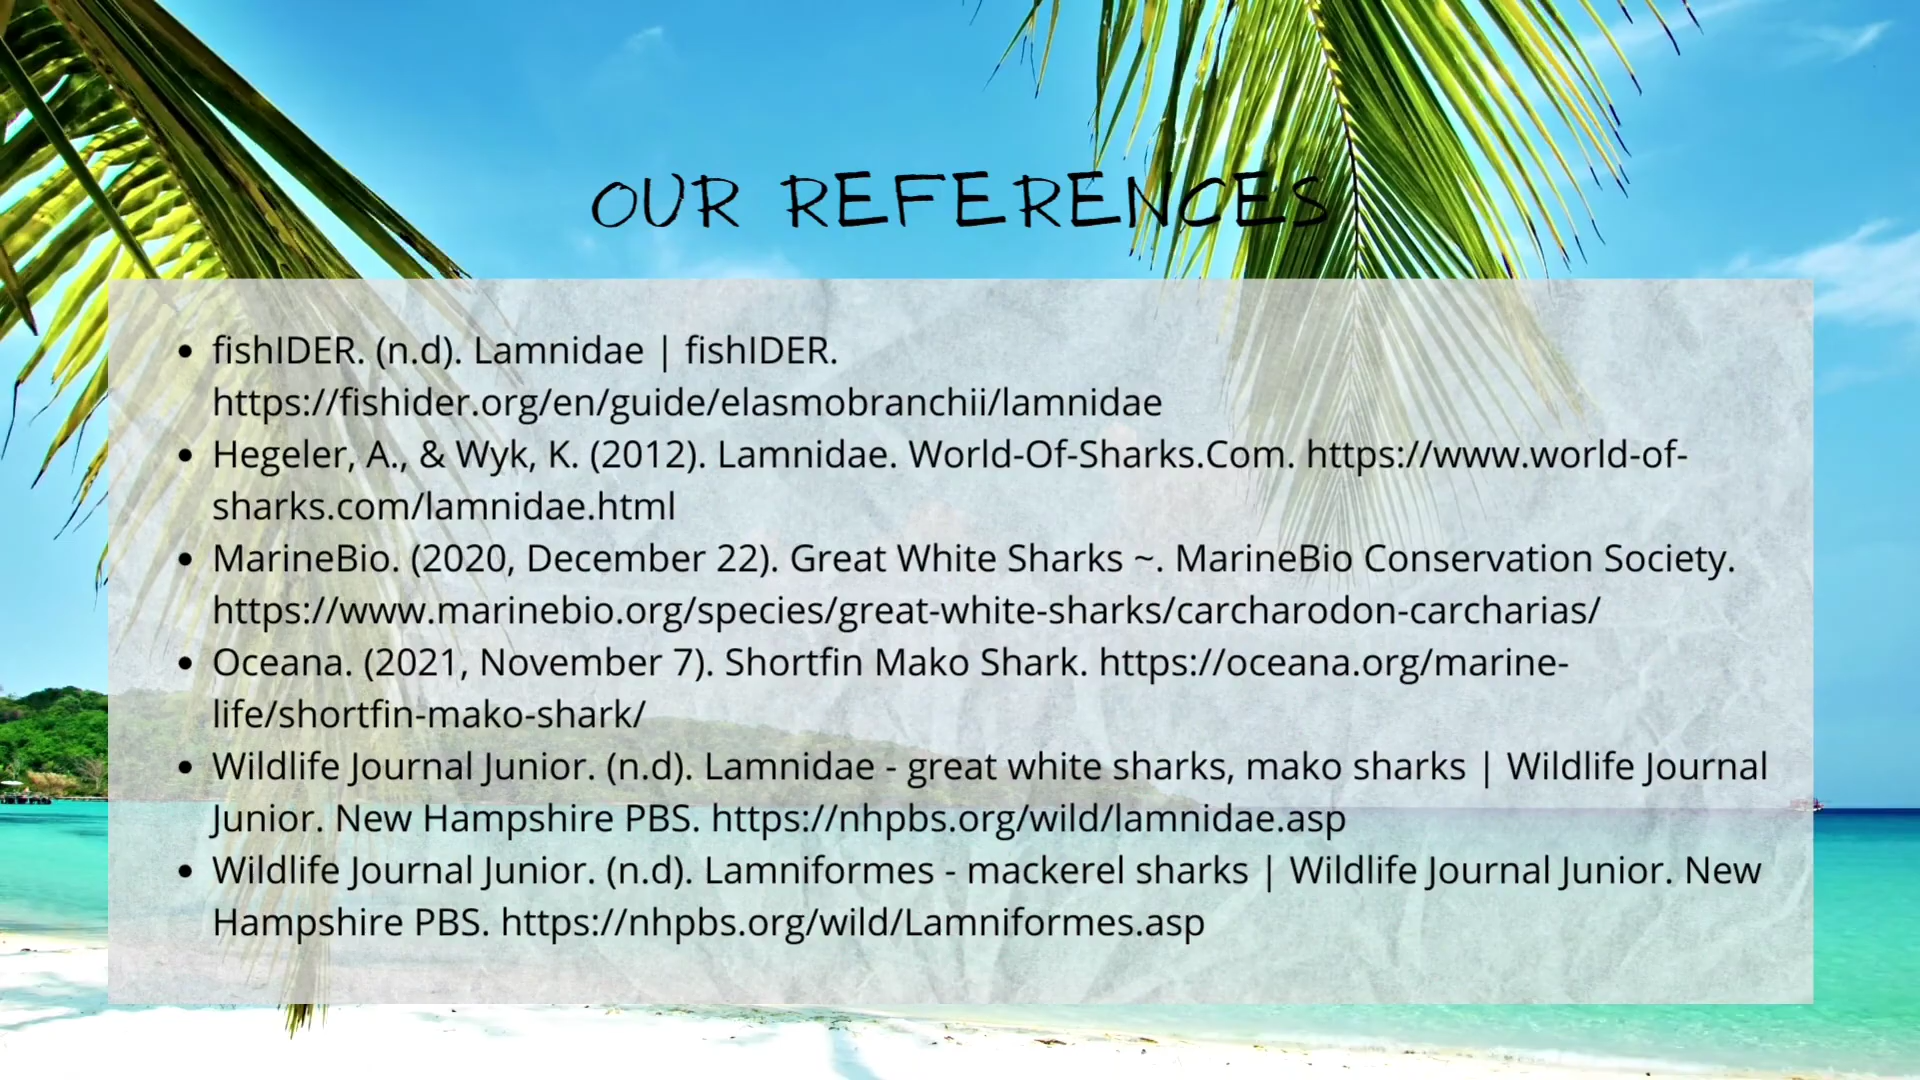 OUR REFERENCES
• fishIDER. (n.d). Lamnidae | fishIDER.
https://fishider.org/en/guide/elasmobranchii/lamnidae
• Hegeler, A., & Wyk, K. (2012). Lamnidae. World-Of-Sharks.Com. https://www.world-of-
sharks.com/lamnidae.html
• MarineBio. (2020, December 22). Great White Sharks ~. MarineBio Conservation Society.
https://www.marinebio.org/species/great-white-sharks/carcharodon-carcharias/
• Oceana. (2021, November 7). Shortfin Mako Shark. https://oceana.org/marine-
life/shortfin-mako-shark/
• Wildlife Journal Junior. (n.d). Lamnidae - great white sharks, mako sharks | Wildlife Journal
Junior. New Hampshire PBS. https://nhpbs.org/wild/lamnidae.asp
• Wildlife Journal Junior. (n.d). Lamniformes - mackerel sharks | Wildlife Journal Junior. New
Hampshire PBS. https://nhpbs.org/wild/Lamniformes.asp